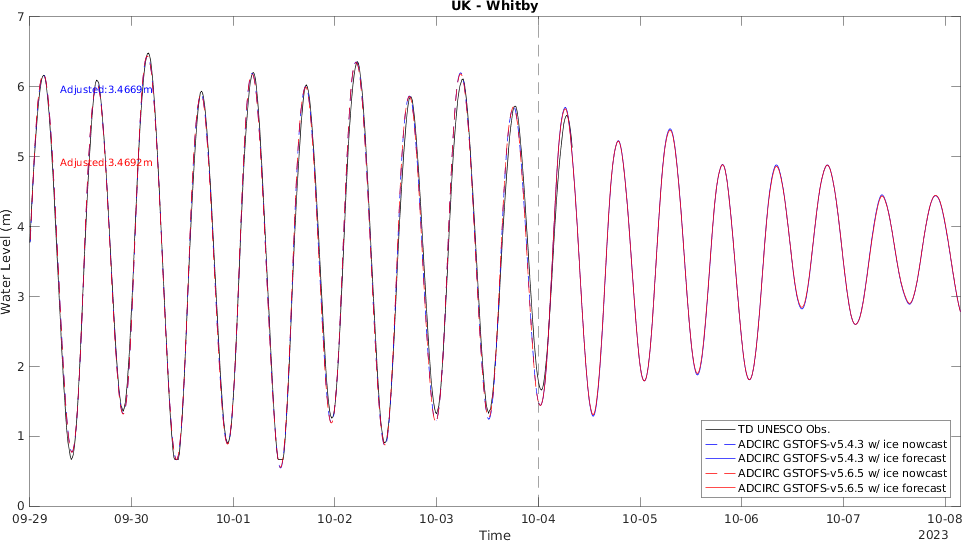 UK - Whitby
7
6
5
4
3
2
1
0
Water Level (m)
Adjusted:3.4669m
Adjusted:3.4692m
TD UNESCO Obs.
ADCIRC GSTOFS-v5.4.3 w/ ice nowcast
ADCIRC GSTOFS-v5.4.3 w/ ice forecast
ADCIRC GSTOFS-v5.6.5 w/ ice nowcast
ADCIRC GSTOFS-v5.6.5 w/ ice forecast
09-29 09-30 10-01 10-02 10-03 10-04 10-05 10-06 10-07 10-08
Time
2023